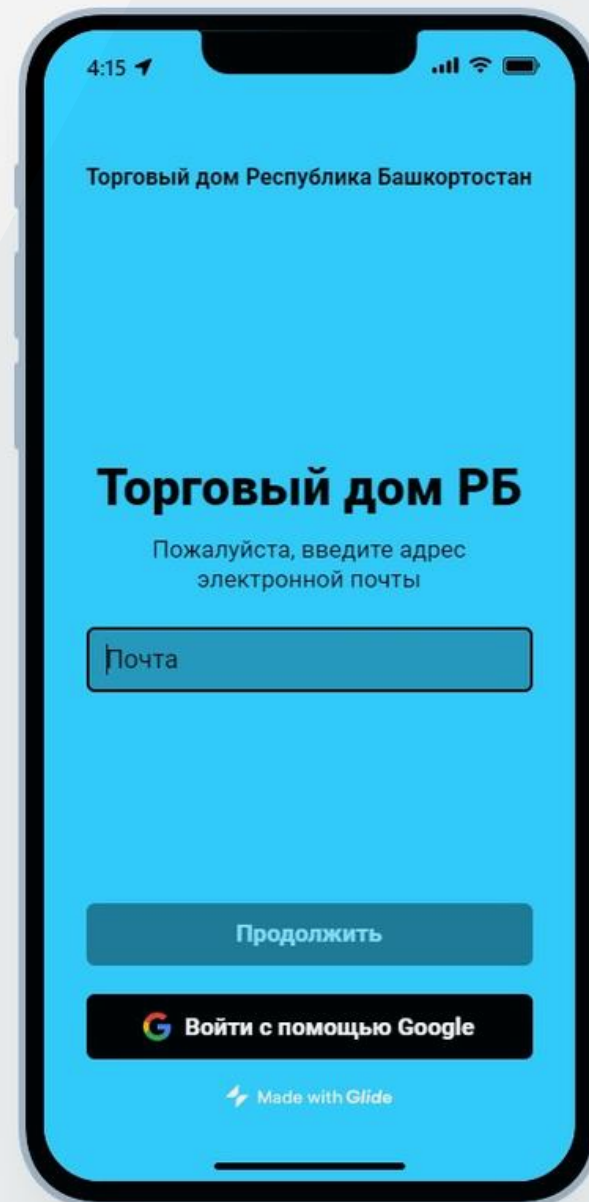 4:15
Торговый дом Республика Башкортостан
Торговый дом РБ
Пожалуйста, введите адрес
электронной почты
Почта
Продолжить
Войти с помощью Google
Made with Glide